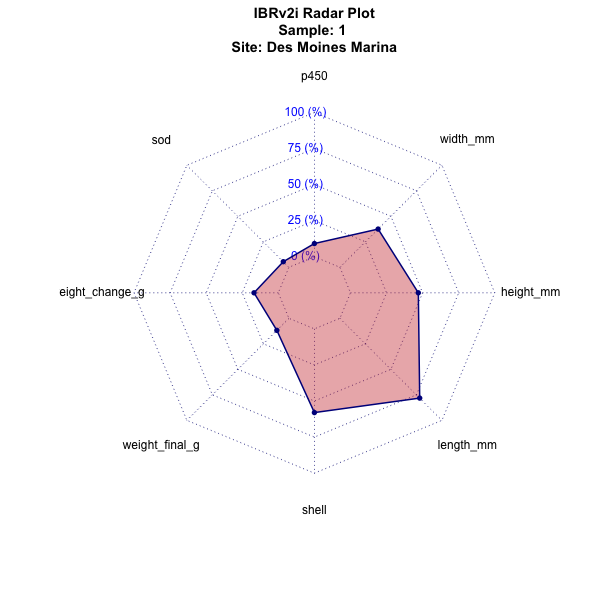 IBRv2i Radar Plot
Sample: 1
Site: Des Moines Marina
p450
100 (%)
sod
width_mm
75 (%)
50 (%)
25 (%)
0 (%)
eight_change_g
height_mm
weight_final_g
length_mm
shell